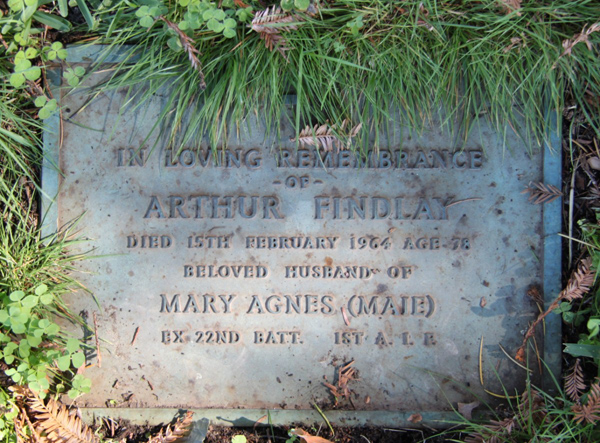 IN LOVING REMEMBRANCE
-OF-
ARTHUR FINDLAY
DIED 15TH FEBRUARY 1964 AGE 78
BELOVED HUSBAND OF
MARY AGNES (MAIE)
EX 22ND BATT. 1ST A. I. F.